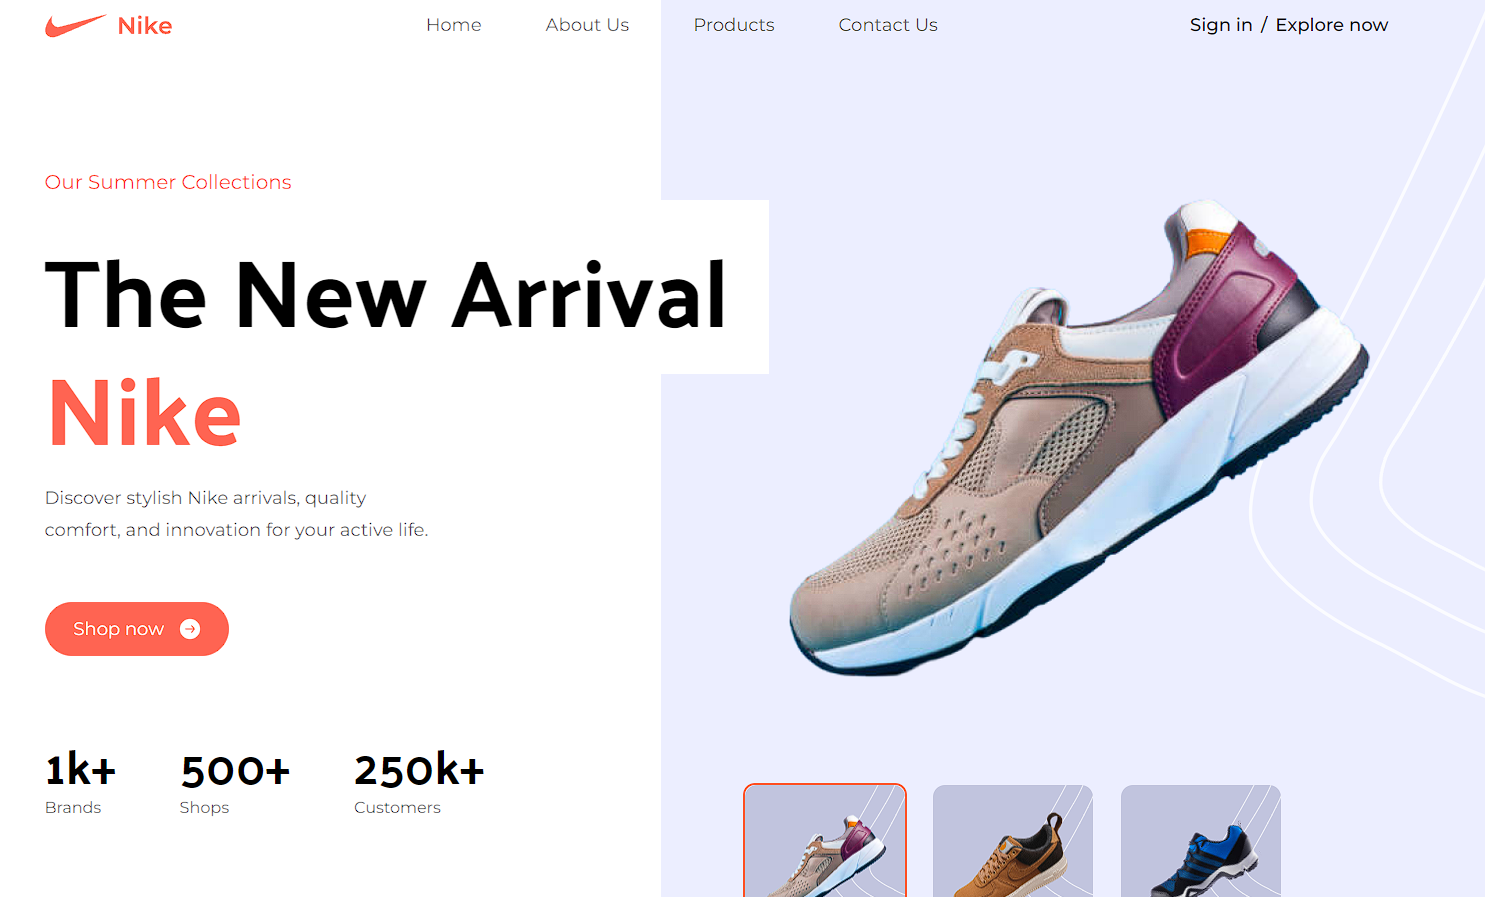 Nike
Home
About Us
Products
Contact Us
Sign in / Explore now
Our Summer Collections
The New Arrival
Nike
Discover stylish Nike arrivals, quality
comfort, and innovation for your active life.
Shop now
1k+
Brands
500+
Shops
250k+
Customers